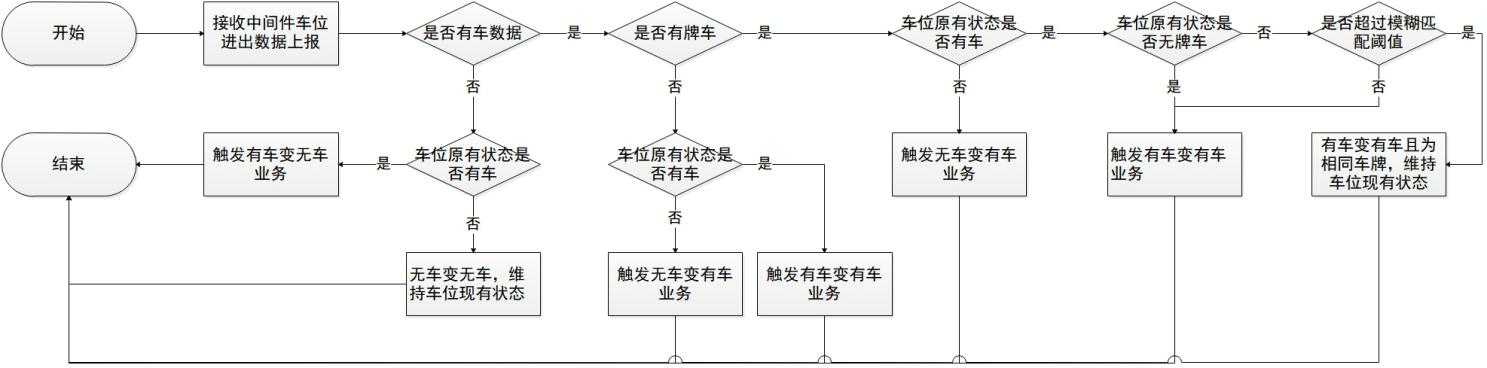 开始
接收中间件车位
进出数据上报
是否有车数据
是
是否有牌车
是
车位原有状态是
否有车
是
车位原有状态是
否无牌车
否
是否超过模糊匹
配阈值
是
否
否
否
是
否
结束
触发有车变无车
业务
是
车位原有状态是
否有车
车位原有状态是
否有车
是
触发无车变有车
业务
触发有车变有车
业务
有车变有车且为
相同车牌，维持
车位现有状态
否
否
无车变无车，维
持车位现有状态
触发无车变有车
业务
触发有车变有车
业务